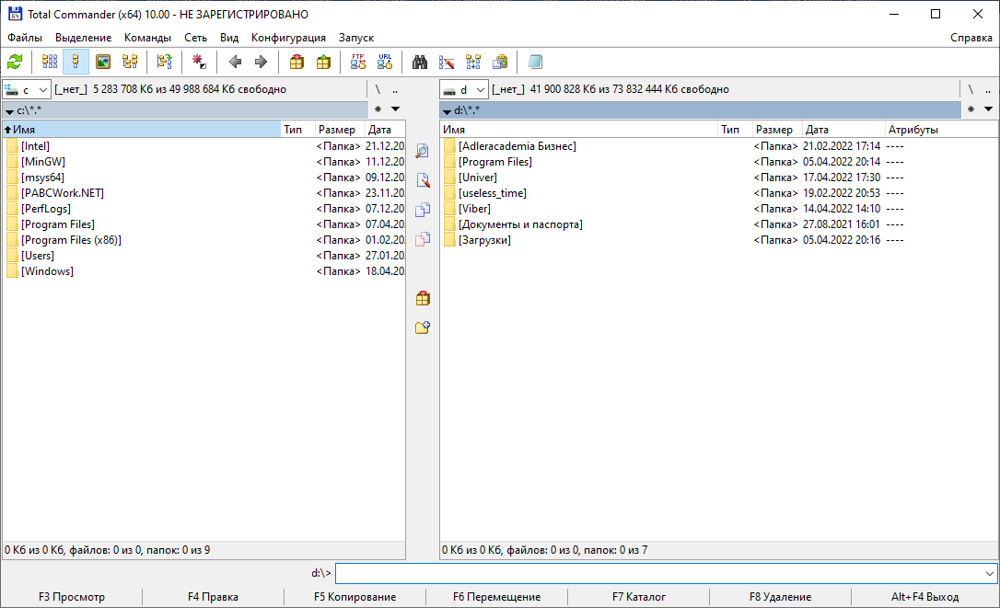 Total Commander (x64) 10.00 - НЕ ЗАРЕГИСТРИРОВАНО
Файлы Выделение Команды Сеть Вид Конфигурация Запуск Справка
FTP URL
c [_нет_] 5 283 708 Кб из 49 988 684 Кб свободно \ ..
d [_нет_] 41 900 828 Кб из 73 832 444 Кб свободно \ ..
c:\*.* * 
d:\*.* *
Имя Тип Размер Дата
[Intel] <Папка> 21.12.20
[MinGW] <Папка> 11.12.20
[msys64] <Папка> 09.12.20
[PABCWork.NET] <Папка> 23.11.20
[PerfLogs] <Папка> 07.12.20
[Program Files] <Папка> 07.04.20
[Program Files (x86)] <Папка> 01.02.20
[Users] <Папка> 27.01.20
[Windows] <Папка> 18.04.20
0 Кб из 0 Кб, файлов: 0 из 0, папок: 0 из 9
Имя Тип Размер Дата Атрибуты
[Adleracademia Бизнес] <Папка> 21.02.2022 17:14 ----
[Program Files] <Папка> 05.04.2022 20:14 ----
[Univer] <Папка> 17.04.2022 17:30 ----
[useless_time] <Папка> 19.02.2022 20:53 ----
[Viber] <Папка> 14.04.2022 14:10 ----
[Документы и паспорта] <Папка> 27.08.2021 16:01 ----
[Загрузки] <Папка> 05.04.2022 20:16 ----
0 Кб из 0 Кб, файлов: 0 из 0, папок: 0 из 7
d:\>
F3 Просмотр F4 Правка F5 Копирование F6 Перемещение F7 Каталог F8 Удаление Alt+F4 Выход